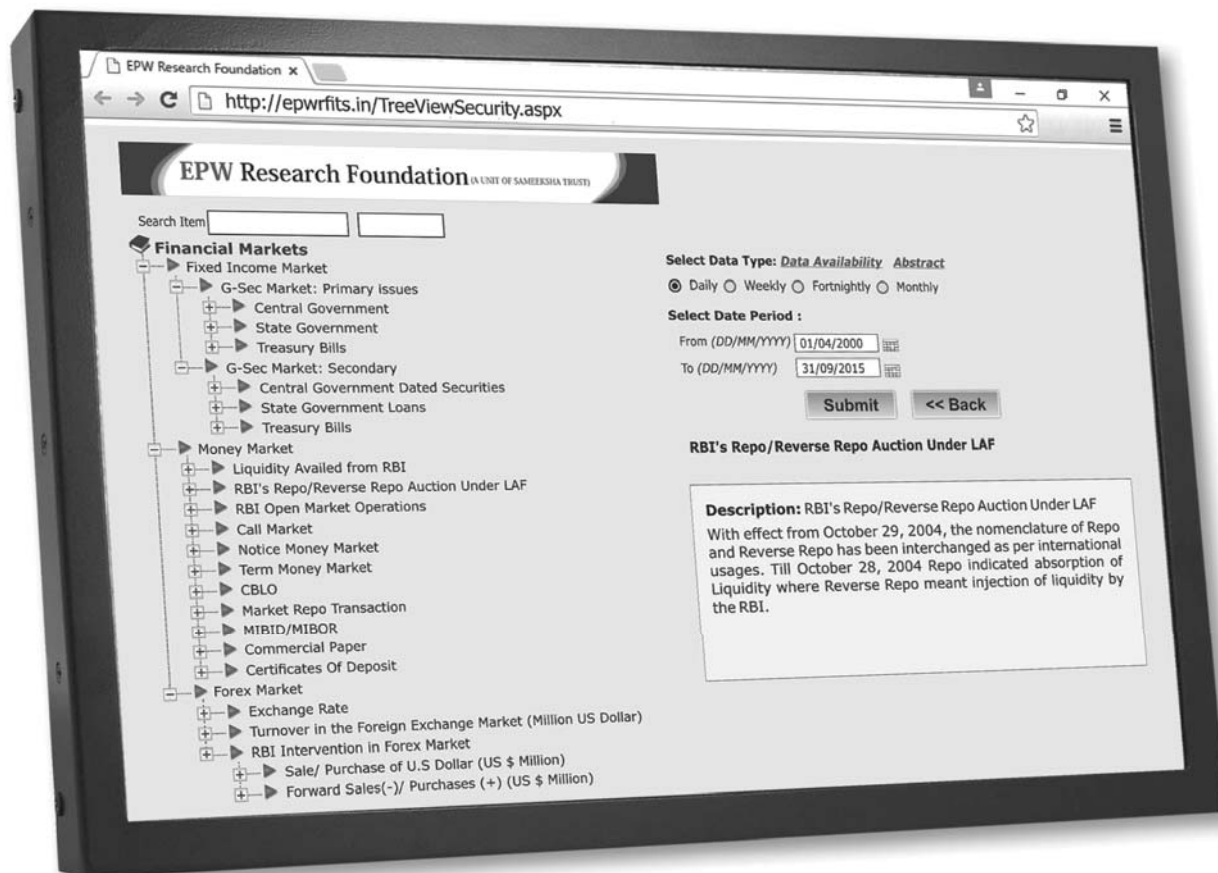 EPW Research Foundation ×
http://epwrfits.in/TreeViewSecurity.aspx
EPW Research Foundation (A UNIT OF SAMEEKSHA TRUST)
Search Item
Financial Markets
Fixed Income Market
G-Sec Market: Primary issues
Central Government
State Government
Treasury Bills
G-Sec Market: Secondary
Central Government Dated Securities
State Government Loans
Treasury Bills
Money Market
Liquidity Availed from RBI
RBI's Repo/Reverse Repo Auction Under LAF
RBI Open Market Operations
Call Market
Notice Money Market
Term Money Market
CBLO
Market Repo Transaction
MIBID/MIBOR
Commercial Paper
Certificates Of Deposit
Forex Market
Exchange Rate
Turnover in the Foreign Exchange Market (Million US Dollar)
RBI Intervention in Forex Market
Sale/ Purchase of U.S Dollar (US $ Million)
Forward Sales(-)/ Purchases (+) (US $ Million)
Select Data Type: Data Availability Abstract
Daily Weekly Fortnightly Monthly
Select Date Period :
From (DD/MM/YYYY) 01/04/2000
To (DD/MM/YYYY) 31/09/2015
Submit << Back
RBI's Repo/Reverse Repo Auction Under LAF
Description: RBI's Repo/Reverse Repo Auction Under LAF
With effect from October 29, 2004, the nomenclature of Repo
and Reverse Repo has been interchanged as per international
usages. Till October 28, 2004 Repo indicated absorption of
Liquidity where Reverse Repo meant injection of liquidity by
the RBI.